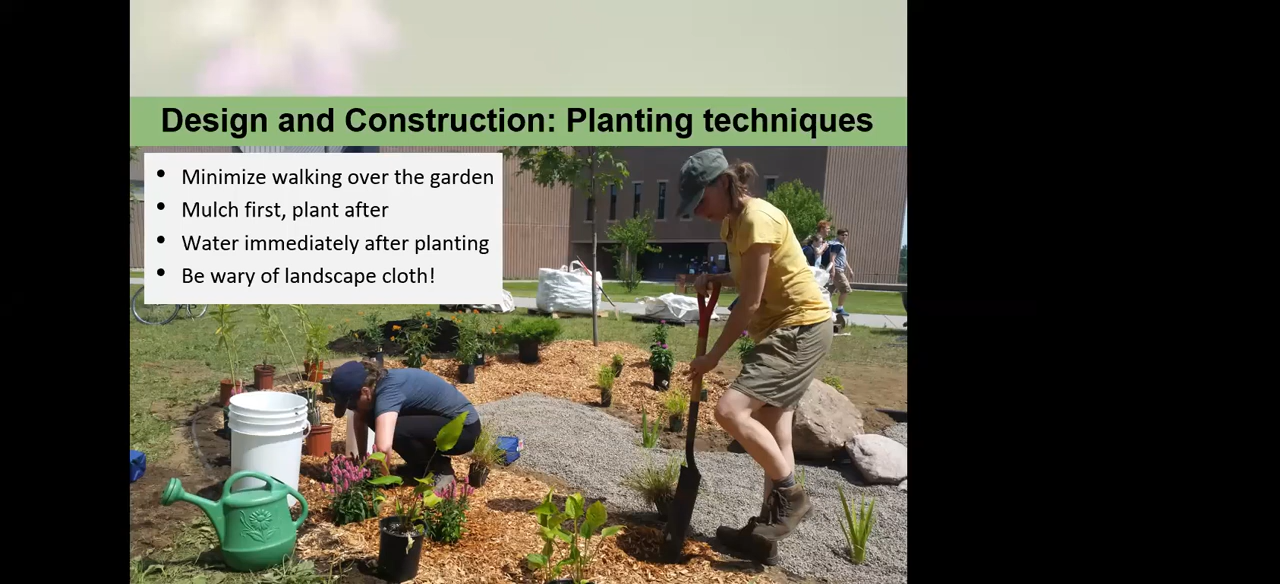 Design and Construction: Planting techniques
• Minimize walking over the garden
• Mulch first, plant after
• Water immediately after planting
• Be wary of landscape cloth!